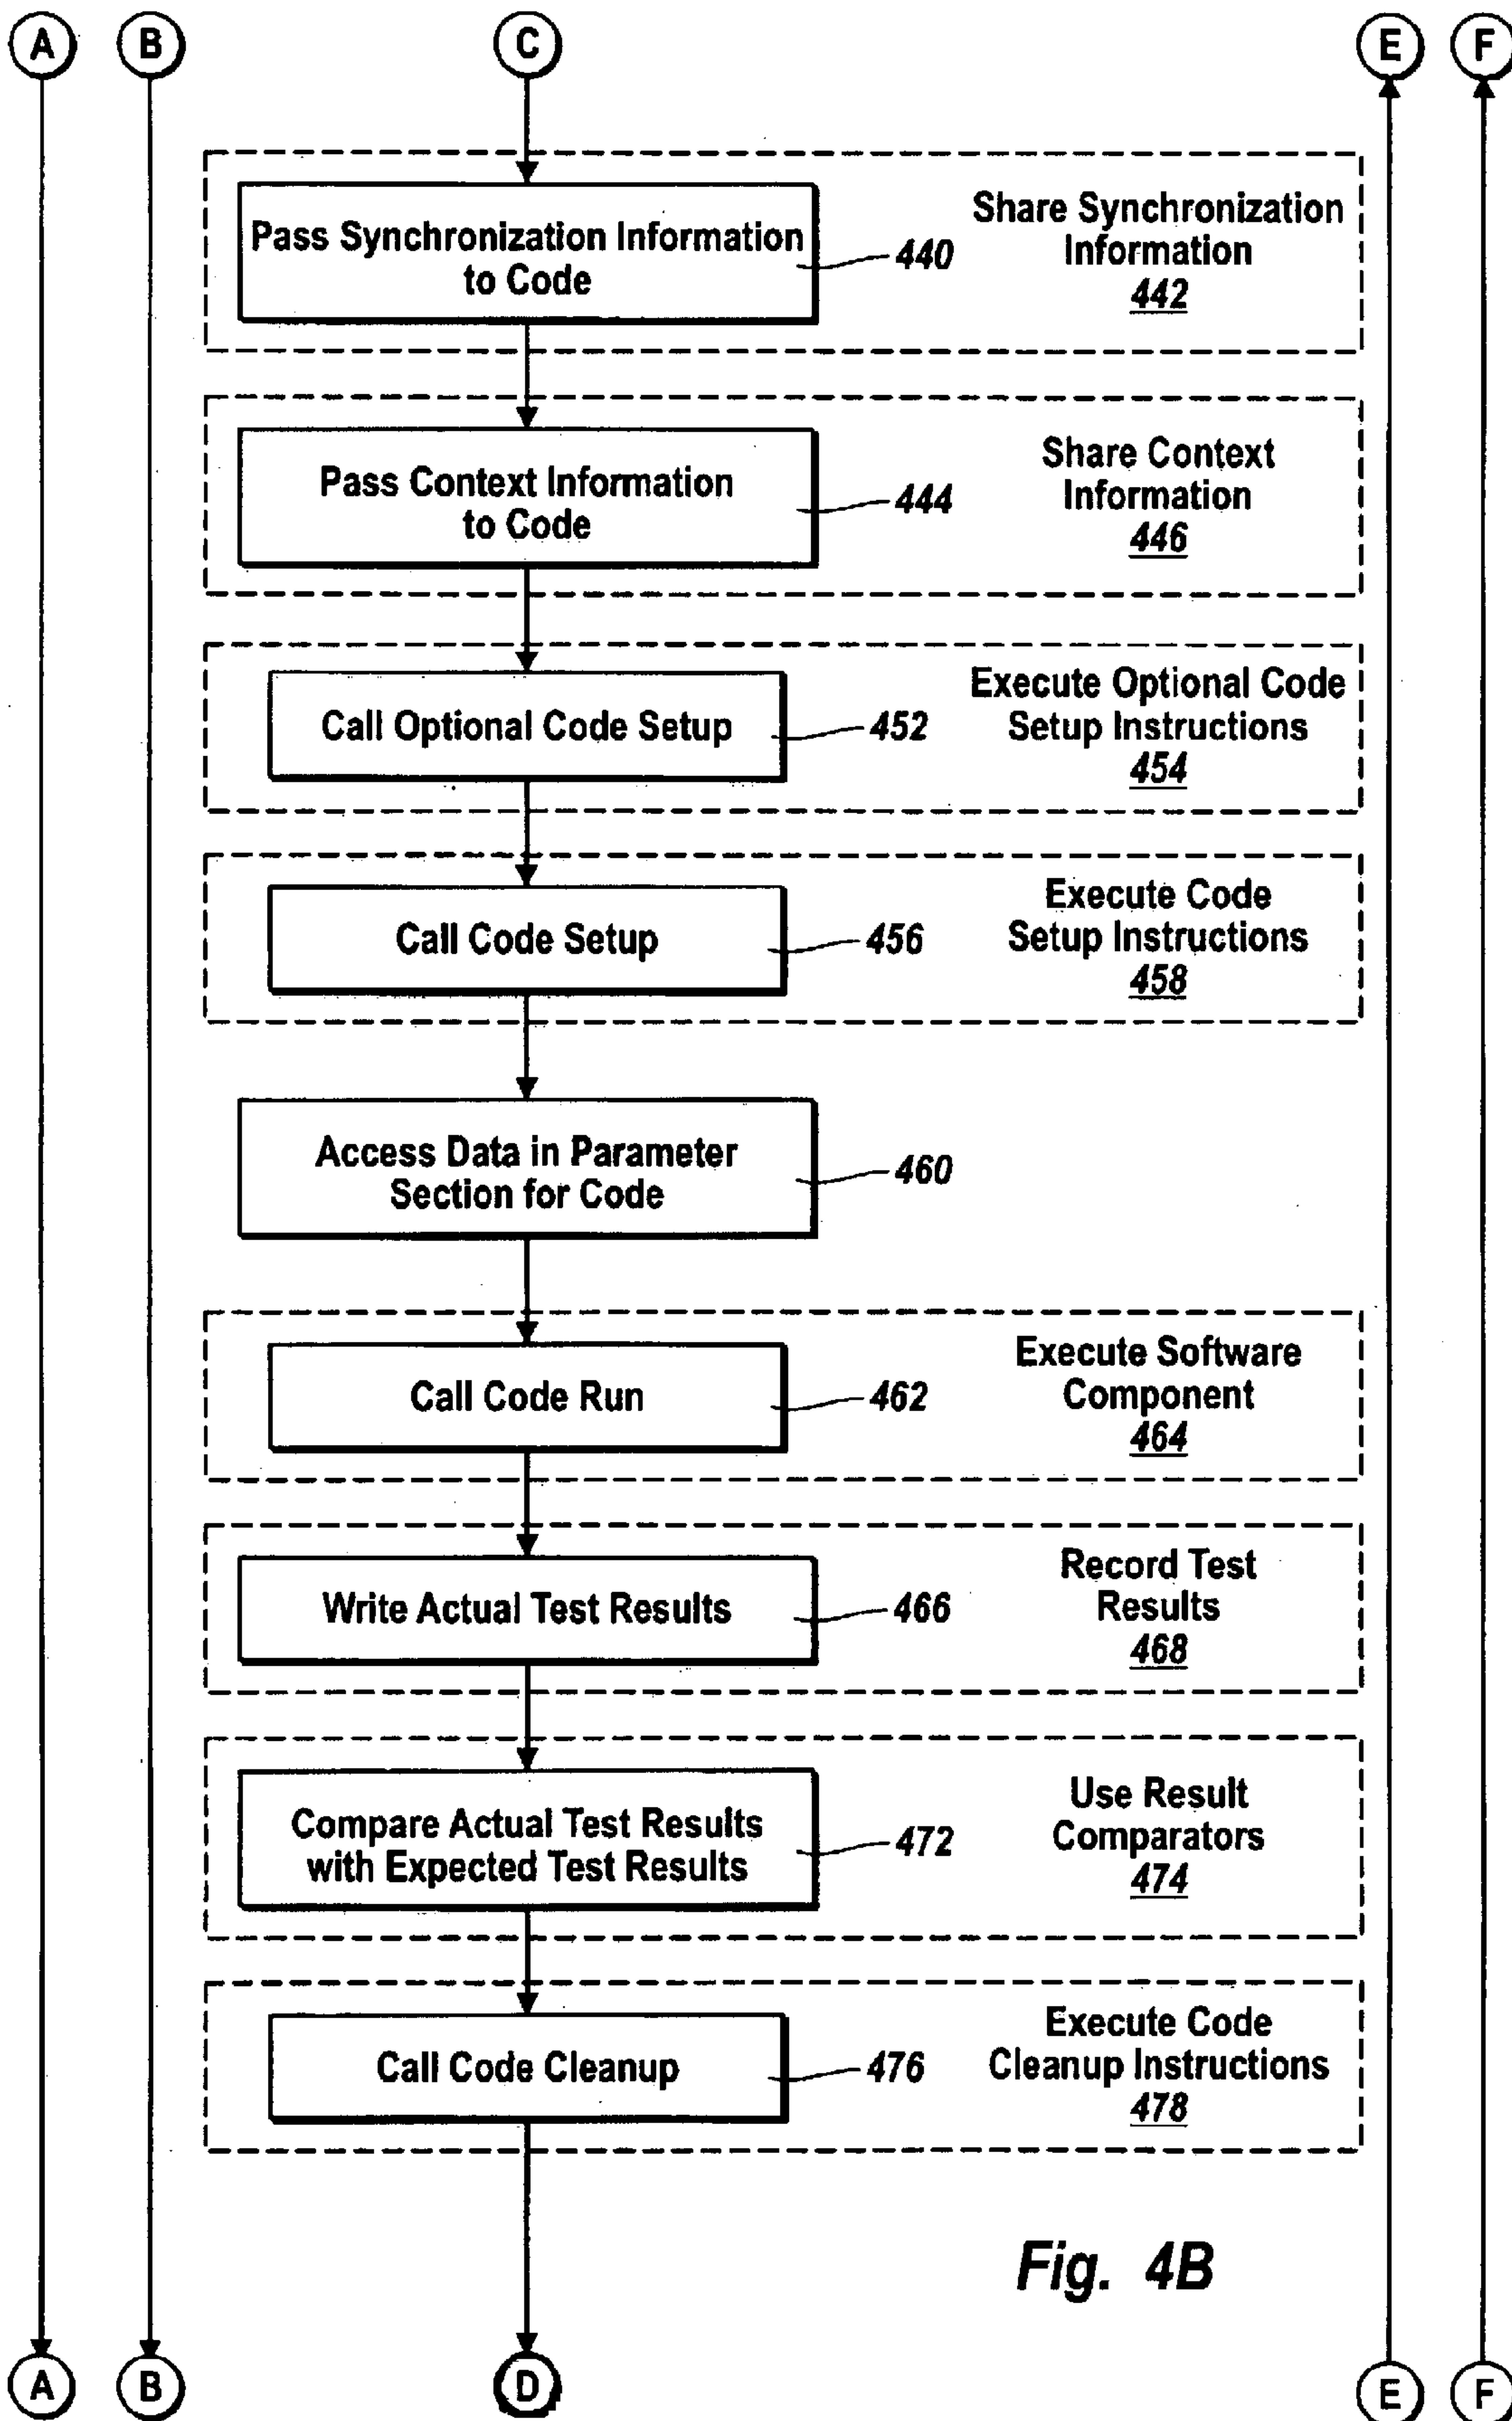 A
B
C
E
F
Pass Synchronization Information
to Code
440
Share Synchronization
Information
442
Pass Context Information
to Code
444
Share Context
Information
446
Call Optional Code Setup
452
Execute Optional Code
Setup Instructions
454
Call Code Setup
456
Execute Code
Setup Instructions
458
Access Data in Parameter
Section for Code
460
Call Code Run
462
Execute Software
Component
464
Write Actual Test Results
466
Record Test
Results
468
Compare Actual Test Results
with Expected Test Results
472
Use Result
Comparators
474
Call Code Cleanup
476
Execute Code
Cleanup Instructions
478
Fig. 4B
A
B
D
E
F